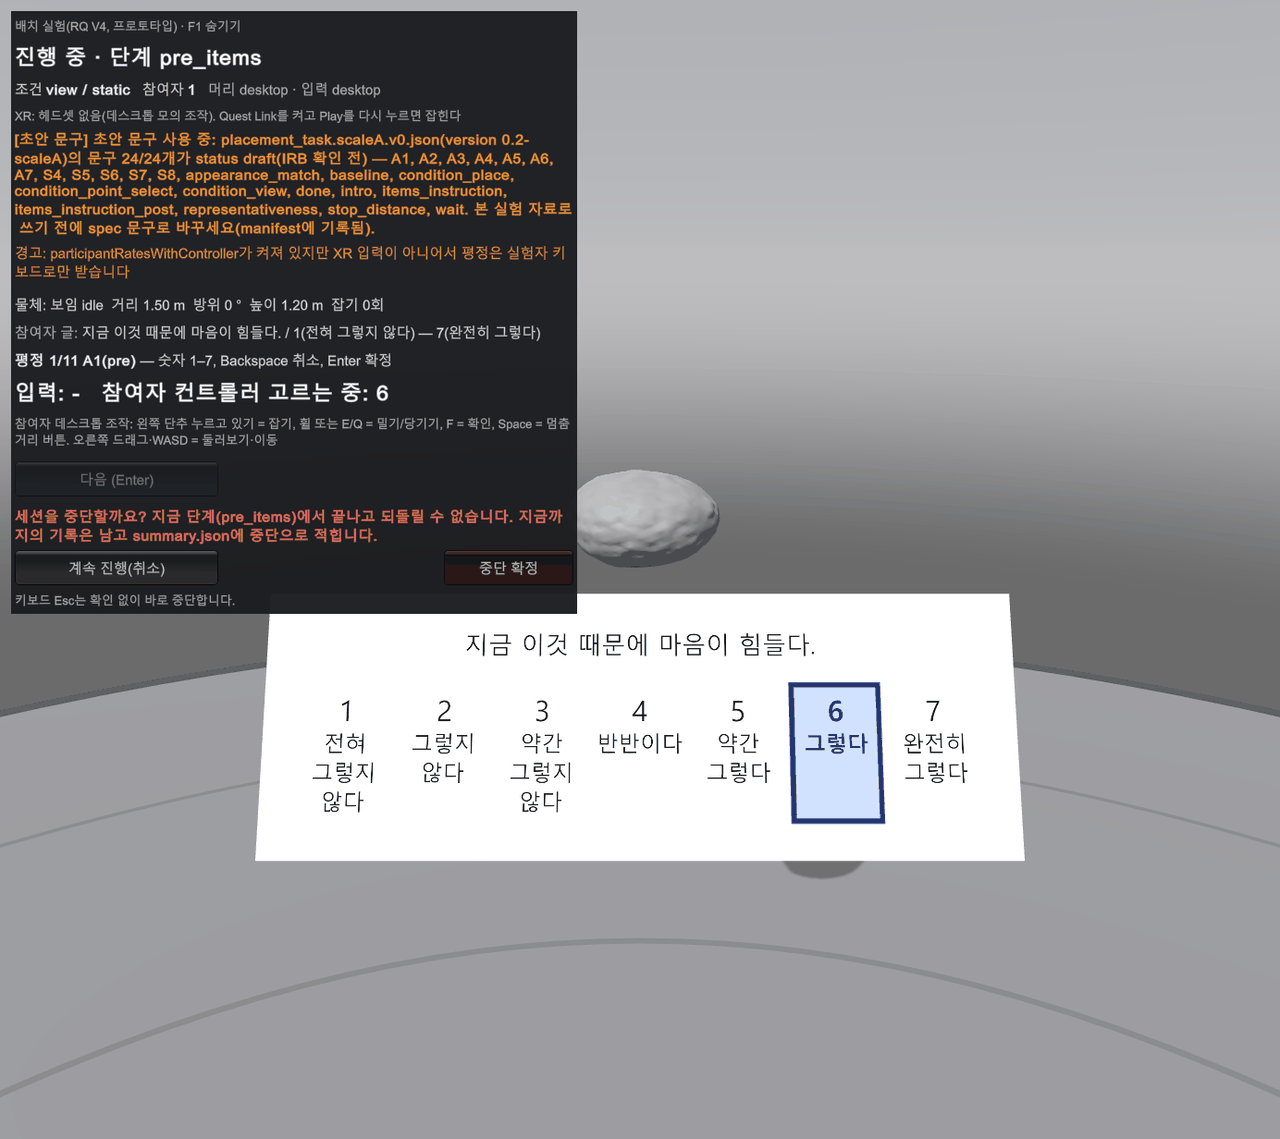 배치 실험(RQ V4, 프로토타입) · F1 숨기기
진행 중 · 단계 pre_items
조건 view / static 참여자 1 머리 desktop · 입력 desktop
XR: 헤드셋 없음(데스크톱 모의 조작). Quest Link를 켜고 Play를 다시 누르면 잡힌다
[초안 문구] 초안 문구 사용 중: placement_task.scaleA.v0.json(version 0.2-
scaleA)의 문구 24/24개가 status draft(IRB 확인 전) — A1, A2, A3, A4, A5, A6,
A7, S4, S5, S6, S7, S8, appearance_match, baseline, condition_place,
condition_point_select, condition_view, done, intro, items_instruction,
items_instruction_post, representativeness, stop_distance, wait. 본 실험 자료로
쓰기 전에 spec 문구로 바꾸세요(manifest에 기록됨).
경고: participantRatesWithController가 켜져 있지만 XR 입력이 아니어서 평정은 실험자 키
보드로만 받습니다
물체: 보임 idle 거리 1.50 m 방위 0 ° 높이 1.20 m 잡기 0회
참여자 글: 지금 이것 때문에 마음이 힘들다. / 1(전혀 그렇지 않다) — 7(완전히 그렇다)
평정 1/11 A1(pre) — 숫자 1–7, Backspace 취소, Enter 확정
입력: - 참여자 컨트롤러 고르는 중: 6
참여자 데스크톱 조작: 왼쪽 단추 누르고 있기 = 잡기, 휠 또는 E/Q = 밀기/당기기, F = 확인, Space = 멈춤
거리 버튼. 오른쪽 드래그·WASD = 둘러보기·이동
다음 (Enter)
세션을 중단할까요? 지금 단계(pre_items)에서 끝나고 되돌릴 수 없습니다. 지금까
지의 기록은 남고 summary.json에 중단으로 적힙니다.
계속 진행(취소) 중단 확정
키보드 Esc는 확인 없이 바로 중단합니다.
지금 이것 때문에 마음이 힘들다.
1 2 3 4 5 6 7
전혀 그렇지 약간 반반이다 약간 그렇다 완전히
그렇지 않다 그렇지 그렇다 그렇다
않다 않다